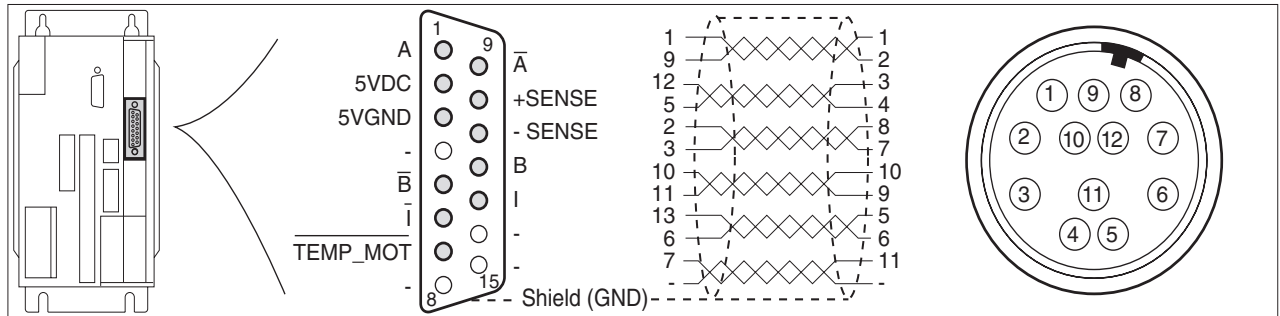 1
9
A
A̅
5VDC
+SENSE
5VGND
- SENSE
-
B
B̅
I
I̅
-
TEMP_MOT
-
-
8
15
Shield (GND)
1 1
9 2
12 3
5 4
2 8
3 7
10 10
11 9
13 5
6 6
7 11
- -
1 9 8
2 10 12 7
3 11 6
4 5